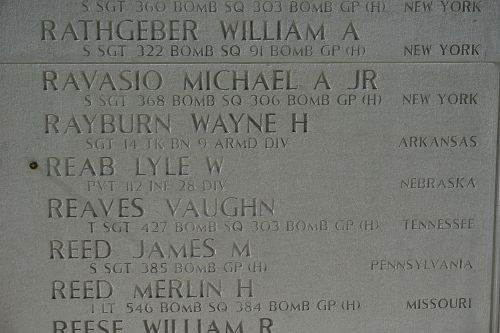 S SGT 360 BOMB SQ 303 BOMB GP (H) NEW YORK
RATHGEBER WILLIAM A
S SGT 322 BOMB SQ 91 BOMB GP (H) NEW YORK
RAVASIO MICHAEL A JR
S SGT 368 BOMB SQ 306 BOMB GP (H) NEW YORK
RAYBURN WAYNE H
SGT 14 TK BN 9 ARMD DIV ARKANSAS
REAB LYLE W
PVT 112 INF 28 DIV NEBRASKA
REAVES VAUGHN
T SGT 427 BOMB SQ 303 BOMB GP (H) TENNESSEE
REED JAMES M
S SGT 385 BOMB GP (H) PENNSYLVANIA
REED MERLIN H
1 LT 546 BOMB SQ 384 BOMB GP (H) MISSOURI
REESE WILLIAM R